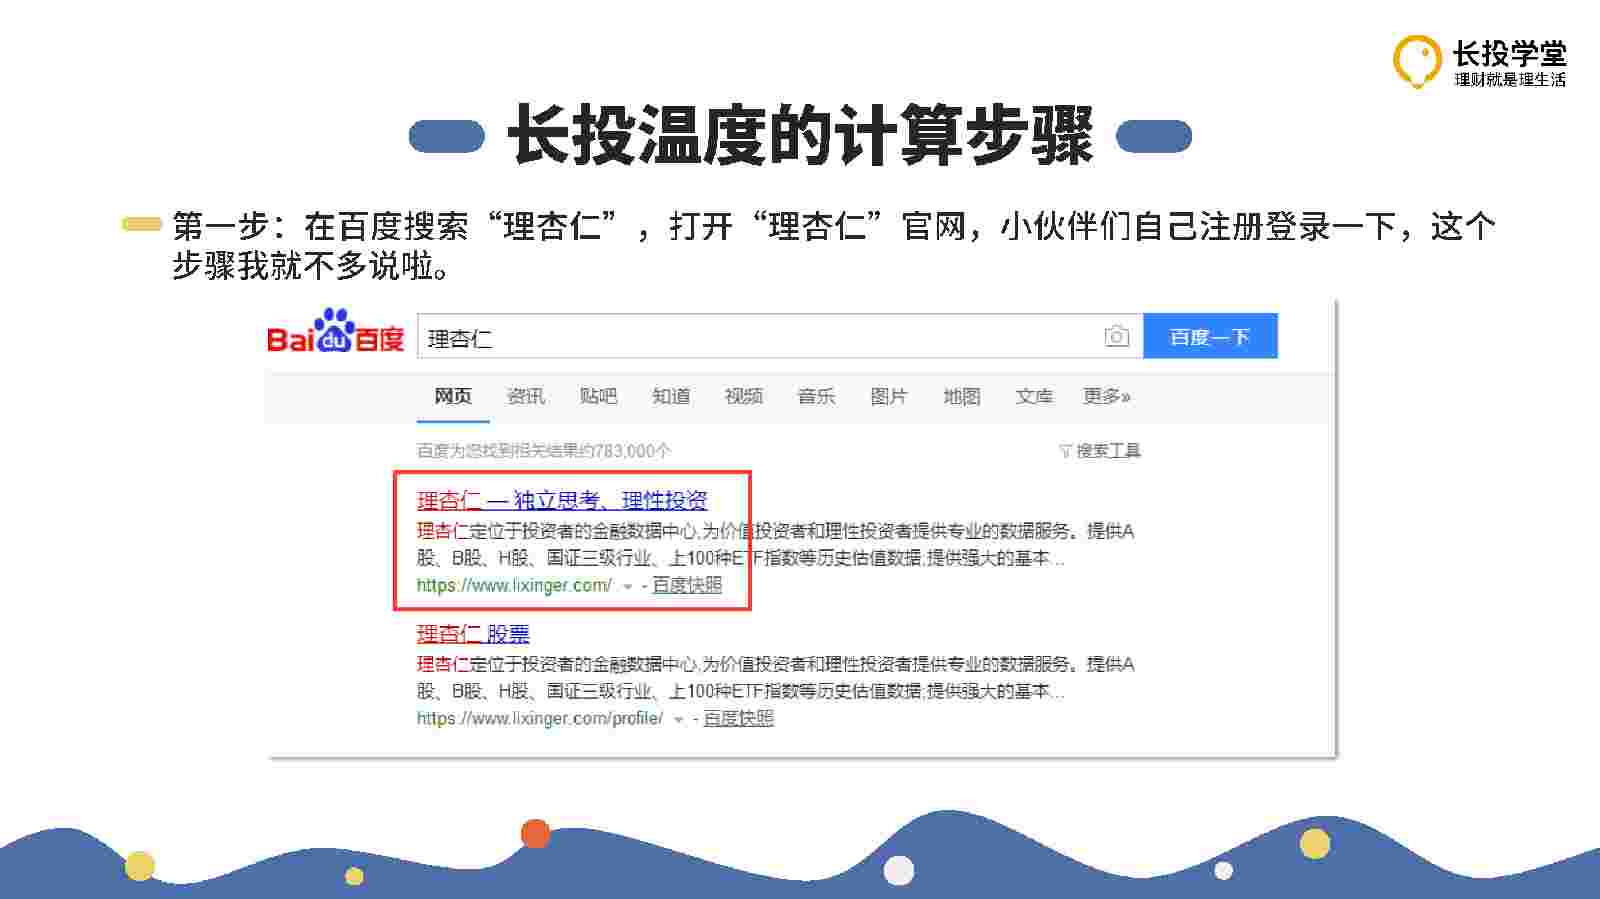 长投学堂
理财就是理生活
长投温度的计算步骤
第一步：在百度搜索“理杏仁”，打开“理杏仁”官网，小伙伴们自己注册登录一下，这个
步骤我就不多说啦。
Bai du 百度 理杏仁 百度一下
网页 资讯 贴吧 知道 视频 音乐 图片 地图 文库 更多»
百度为您找到相关结果约783,000个 搜索工具
理杏仁 — 独立思考、理性投资
理杏仁定位于投资者的金融数据中心,为价值投资者和理性投资者提供专业的数据服务。提供A
股、B股、H股、国证三级行业、上100种ETF指数等历史估值数据;提供强大的基本...
https://www.lixinger.com/ - 百度快照
理杏仁 股票
理杏仁定位于投资者的金融数据中心,为价值投资者和理性投资者提供专业的数据服务。提供A
股、B股、H股、国证三级行业、上100种ETF指数等历史估值数据;提供强大的基本...
https://www.lixinger.com/profile/ - 百度快照